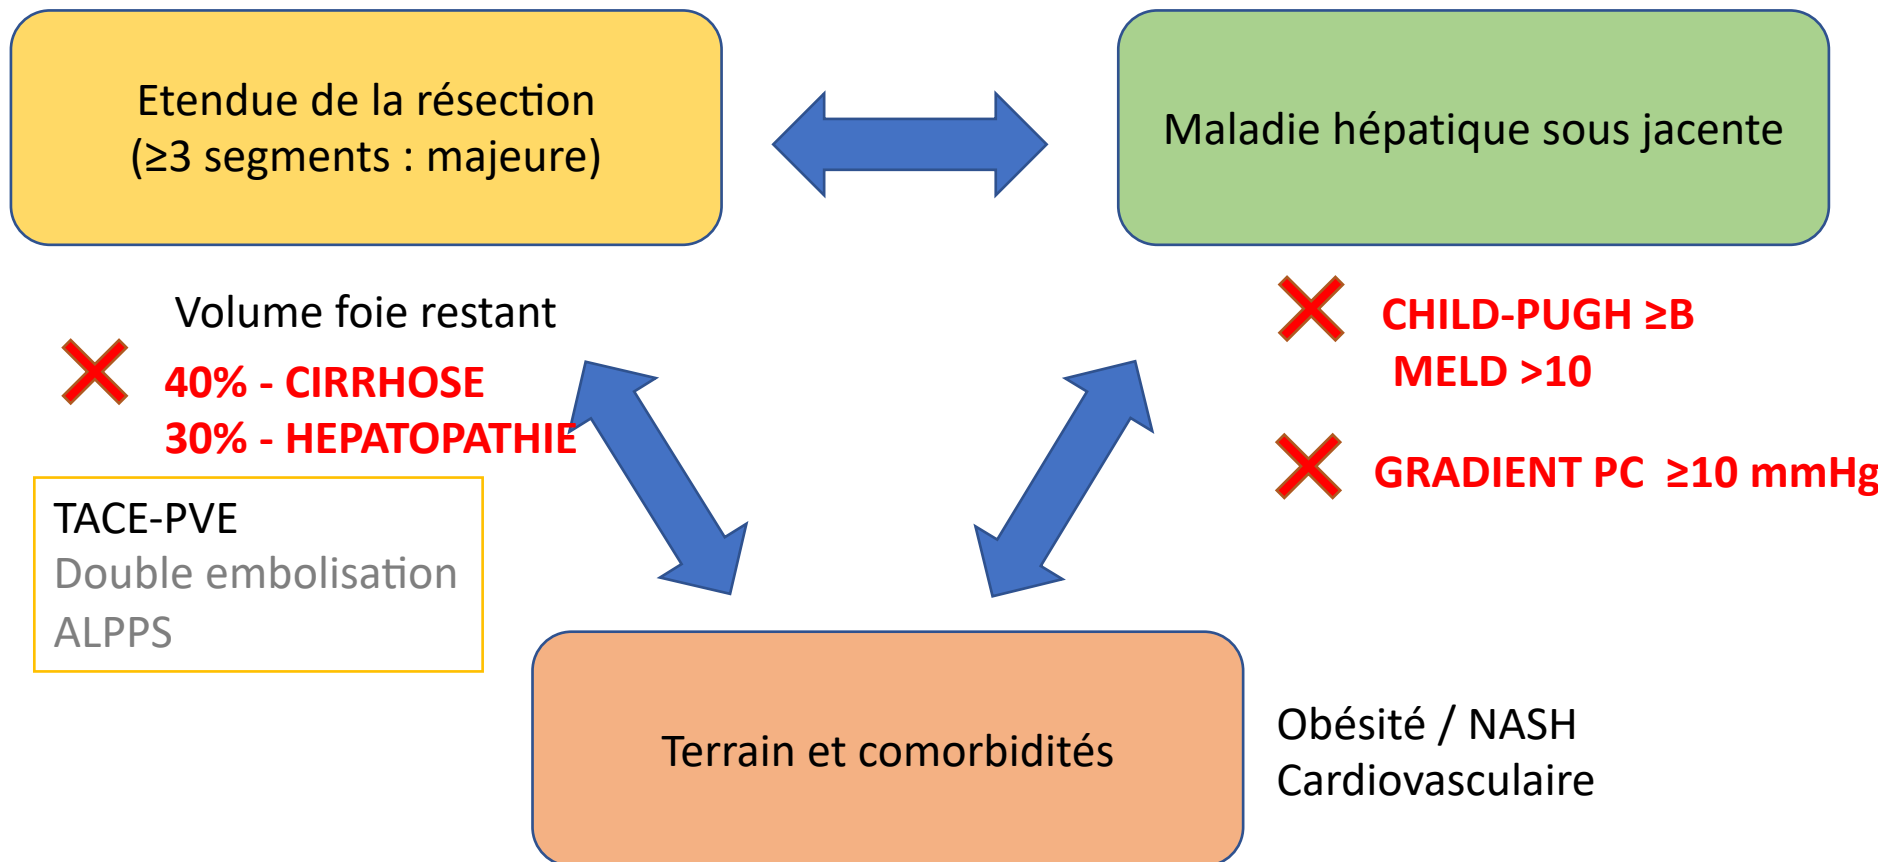 Etendue de la résection
(≥3 segments : majeure)
Maladie hépatique sous jacente
Volume foie restant
40% - CIRRHOSE
30% - HEPATOPATHIE
CHILD-PUGH ≥B
MELD >10
GRADIENT PC ≥10 mmHg
TACE-PVE
Double embolisation
ALPPS
Terrain et comorbidités
Obésité / NASH
Cardiovasculaire